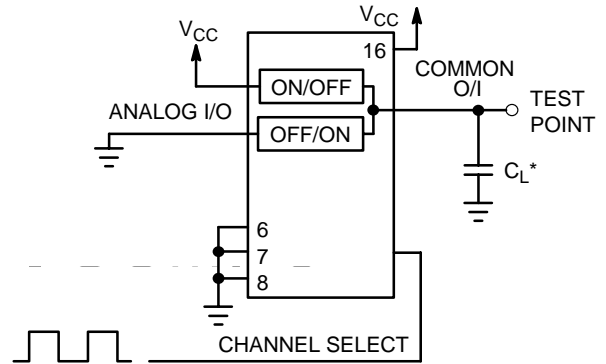 VCC
VCC
16
COMMON
O/I
ON/OFF
ANALOG I/O
OFF/ON
TEST
POINT
CL*
6
7
8
CHANNEL SELECT